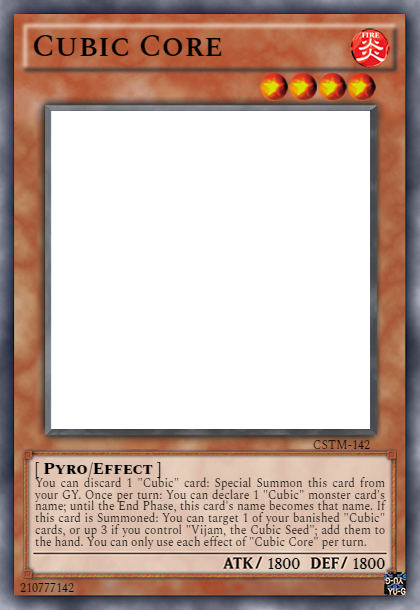 CUBIC CORE
FIRE
炎
CSTM-142
[ PYRO/EFFECT ]
You can discard 1 "Cubic" card: Special Summon this card from
your GY. Once per turn: You can declare 1 "Cubic" monster card's
name; until the End Phase, this card's name becomes that name. If
this card is Summoned: You can target 1 of your banished "Cubic"
cards, or up 3 if you control "Vijam, the Cubic Seed"; add them to
the hand. You can only use each effect of "Cubic Core" per turn.
ATK/ 1800 DEF/ 1800
210777142